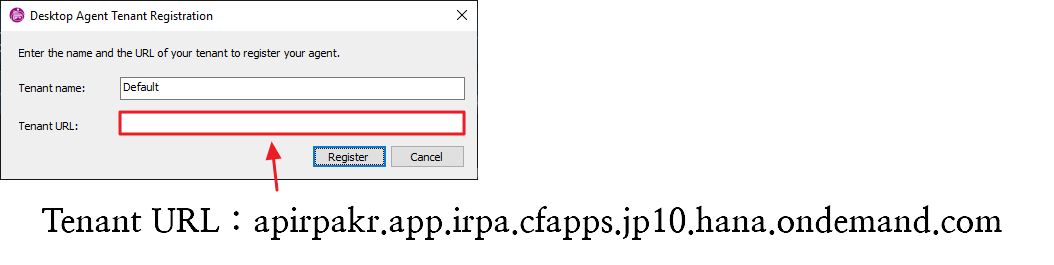 Desktop Agent Tenant Registration
Enter the name and the URL of your tenant to register your agent.
Tenant name: Default
Tenant URL:
Register Cancel
Tenant URL：apirpakr.app.irpa.cfapps.jp10.hana.ondemand.com